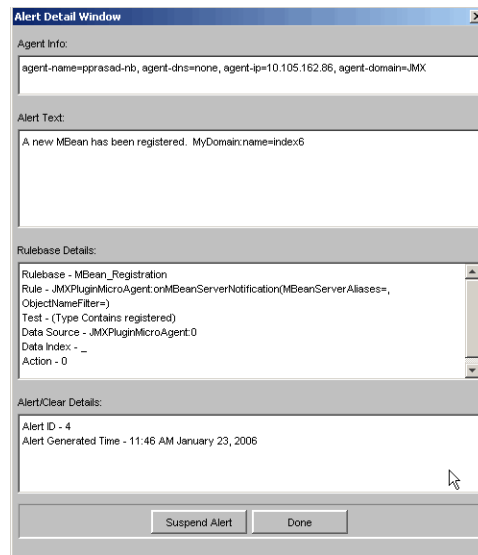 Alert Detail Window
Agent Info:
agent-name=pprasad-nb, agent-dns=none, agent-ip=10.105.162.86, agent-domain=JMX
Alert Text:
A new MBean has been registered.  MyDomain:name=index6
Rulebase Details:
Rulebase - MBean_Registration
Rule - JMXPluginMicroAgent:onMBeanServerNotification(MBeanServerAliases=,
ObjectNameFilter=)
Test - (Type Contains registered)
Data Source - JMXPluginMicroAgent:0
Data Index - _
Action - 0
Alert/Clear Details:
Alert ID - 4
Alert Generated Time - 11:46 AM January 23, 2006
Suspend Alert
Done